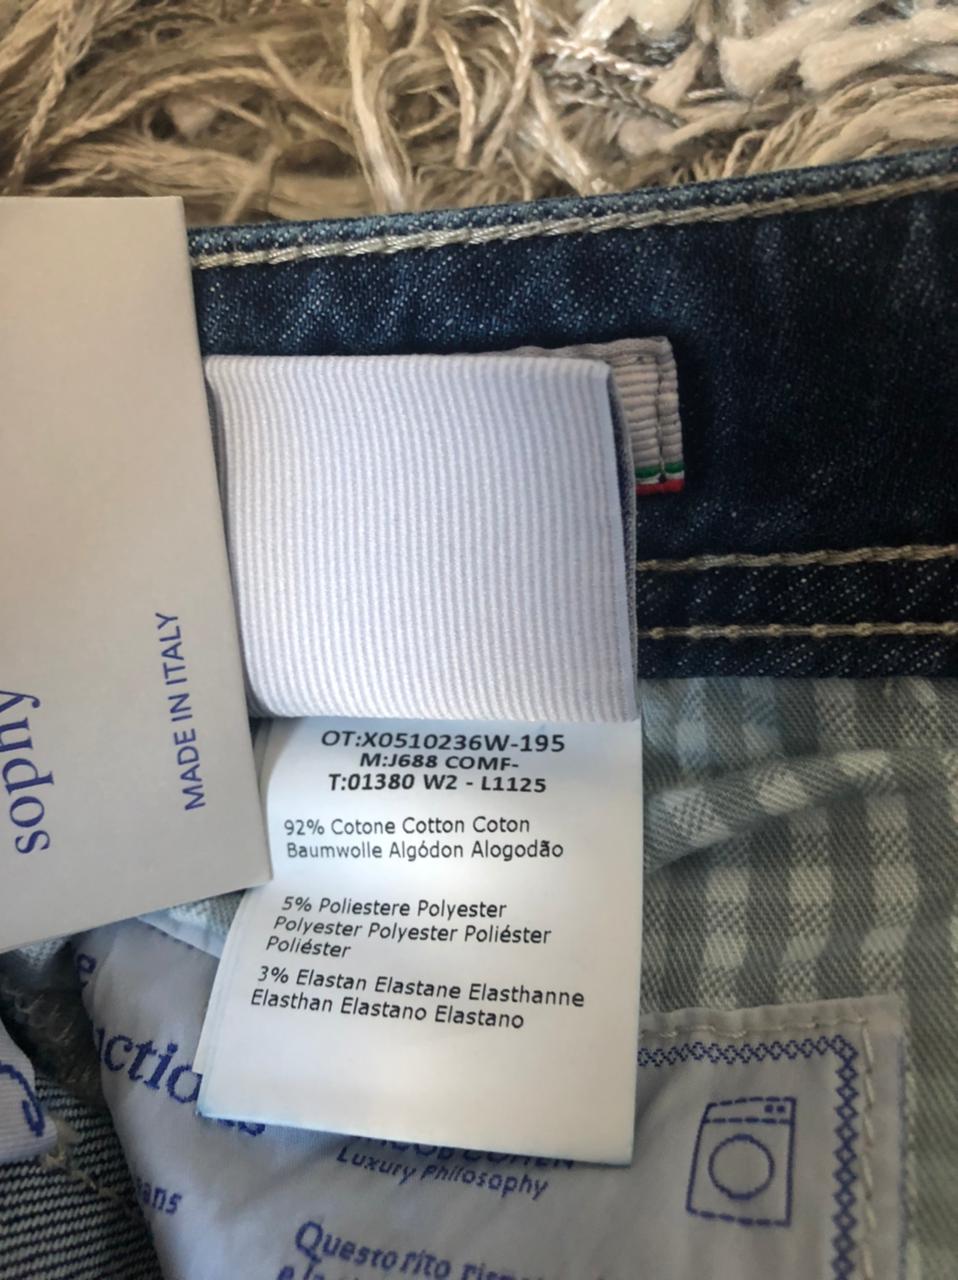 sophy
MADE IN ITALY
OT:X0510236W-195
M:J688 COMF-
T:01380 W2 - L1125
92% Cotone Cotton Coton
Baumwolle Algódon Alogodão
5% Poliestere Polyester
Polyester Polyester Poliéster
Poliéster
3% Elastan Elastane Elasthanne
Elasthan Elastano Elastano
Luxury Philosophy
Questo rito
e la